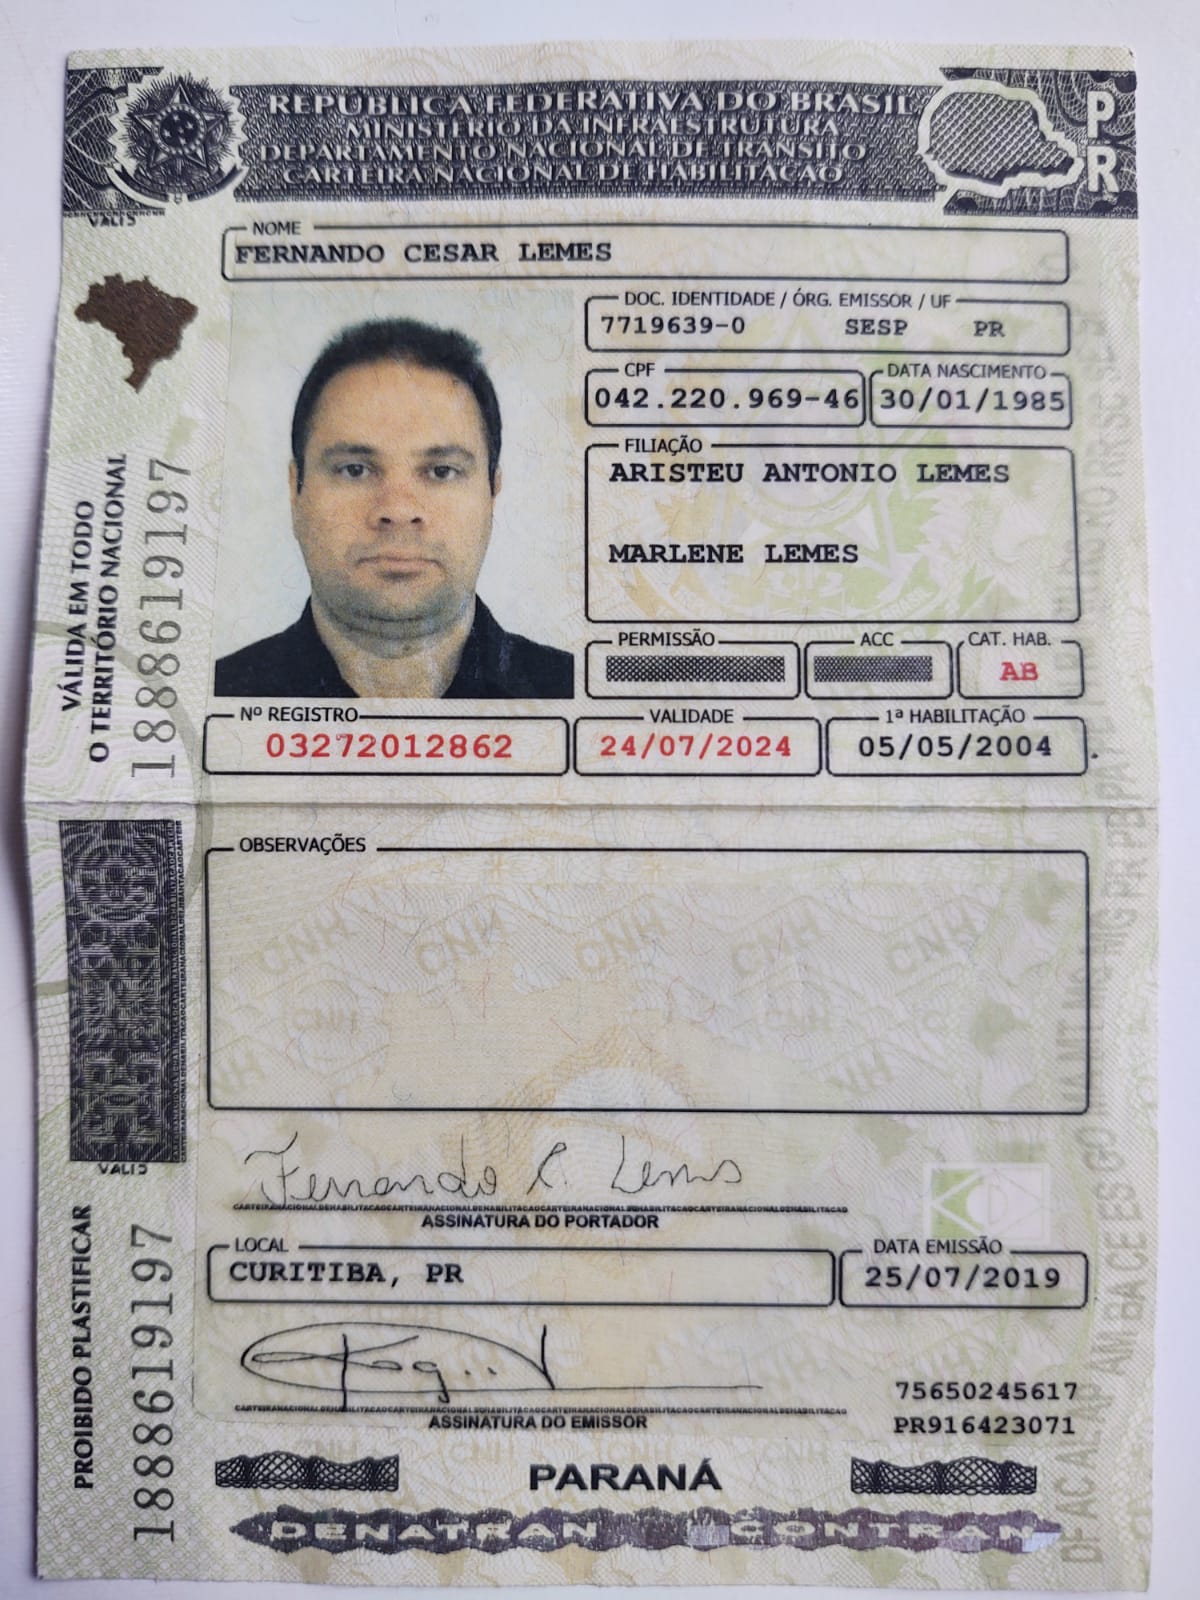 REPÚBLICA FEDERATIVA DO BRASIL
MINISTÉRIO DA INFRAESTRUTURA
DEPARTAMENTO NACIONAL DE TRÂNSITO
CARTEIRA NACIONAL DE HABILITAÇÃO
PR
VALID
NOME
FERNANDO CESAR LEMES
DOC. IDENTIDADE / ÓRG. EMISSOR / UF
7719639-0 SESP PR
CPF
042.220.969-46
DATA NASCIMENTO
30/01/1985
FILIAÇÃO
ARISTEU ANTONIO LEMES
MARLENE LEMES
PERMISSÃO
ACC
CAT. HAB.
AB
Nº REGISTRO
03272012862
VALIDADE
24/07/2024
1ª HABILITAÇÃO
05/05/2004
VÁLIDA EM TODO
O TERRITÓRIO NACIONAL
1888619197
OBSERVAÇÕES
VALID
Fernando C. Lemes
ASSINATURA DO PORTADOR
LOCAL
CURITIBA, PR
DATA EMISSÃO
25/07/2019
ASSINATURA DO EMISSOR
75650245617
PR916423071
PROIBIDO PLASTIFICAR
1888619197
PARANÁ
DENATRAN CONTRAN